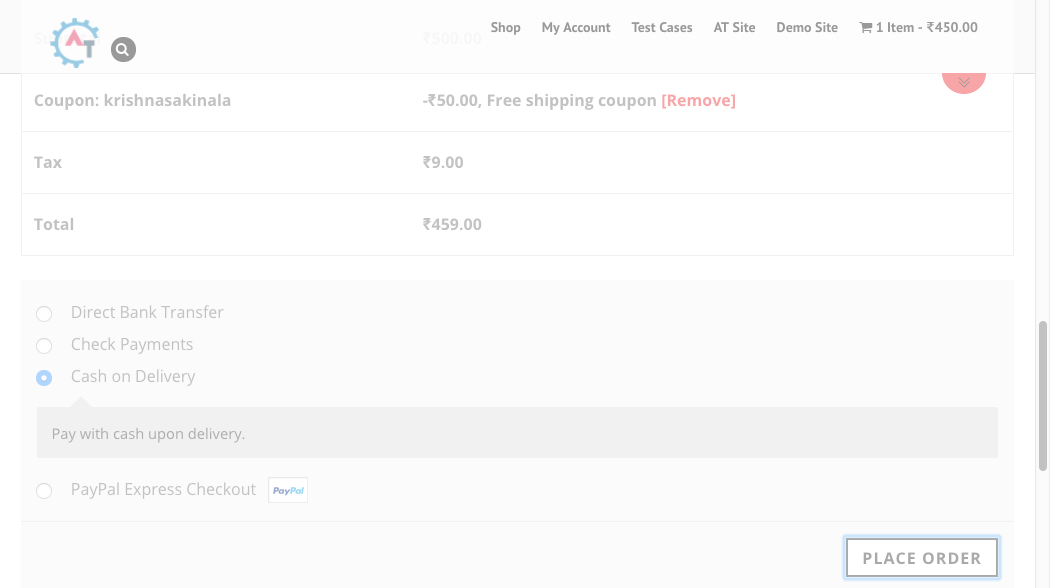 Shop My Account Test Cases AT Site Demo Site 1 Item - ₹450.00
AT
₹500.00
Coupon: krishnasakinala -₹50.00, Free shipping coupon [Remove]
Tax ₹9.00
Total ₹459.00
Direct Bank Transfer
Check Payments
Cash on Delivery
Pay with cash upon delivery.
PayPal Express Checkout PayPal
PLACE ORDER